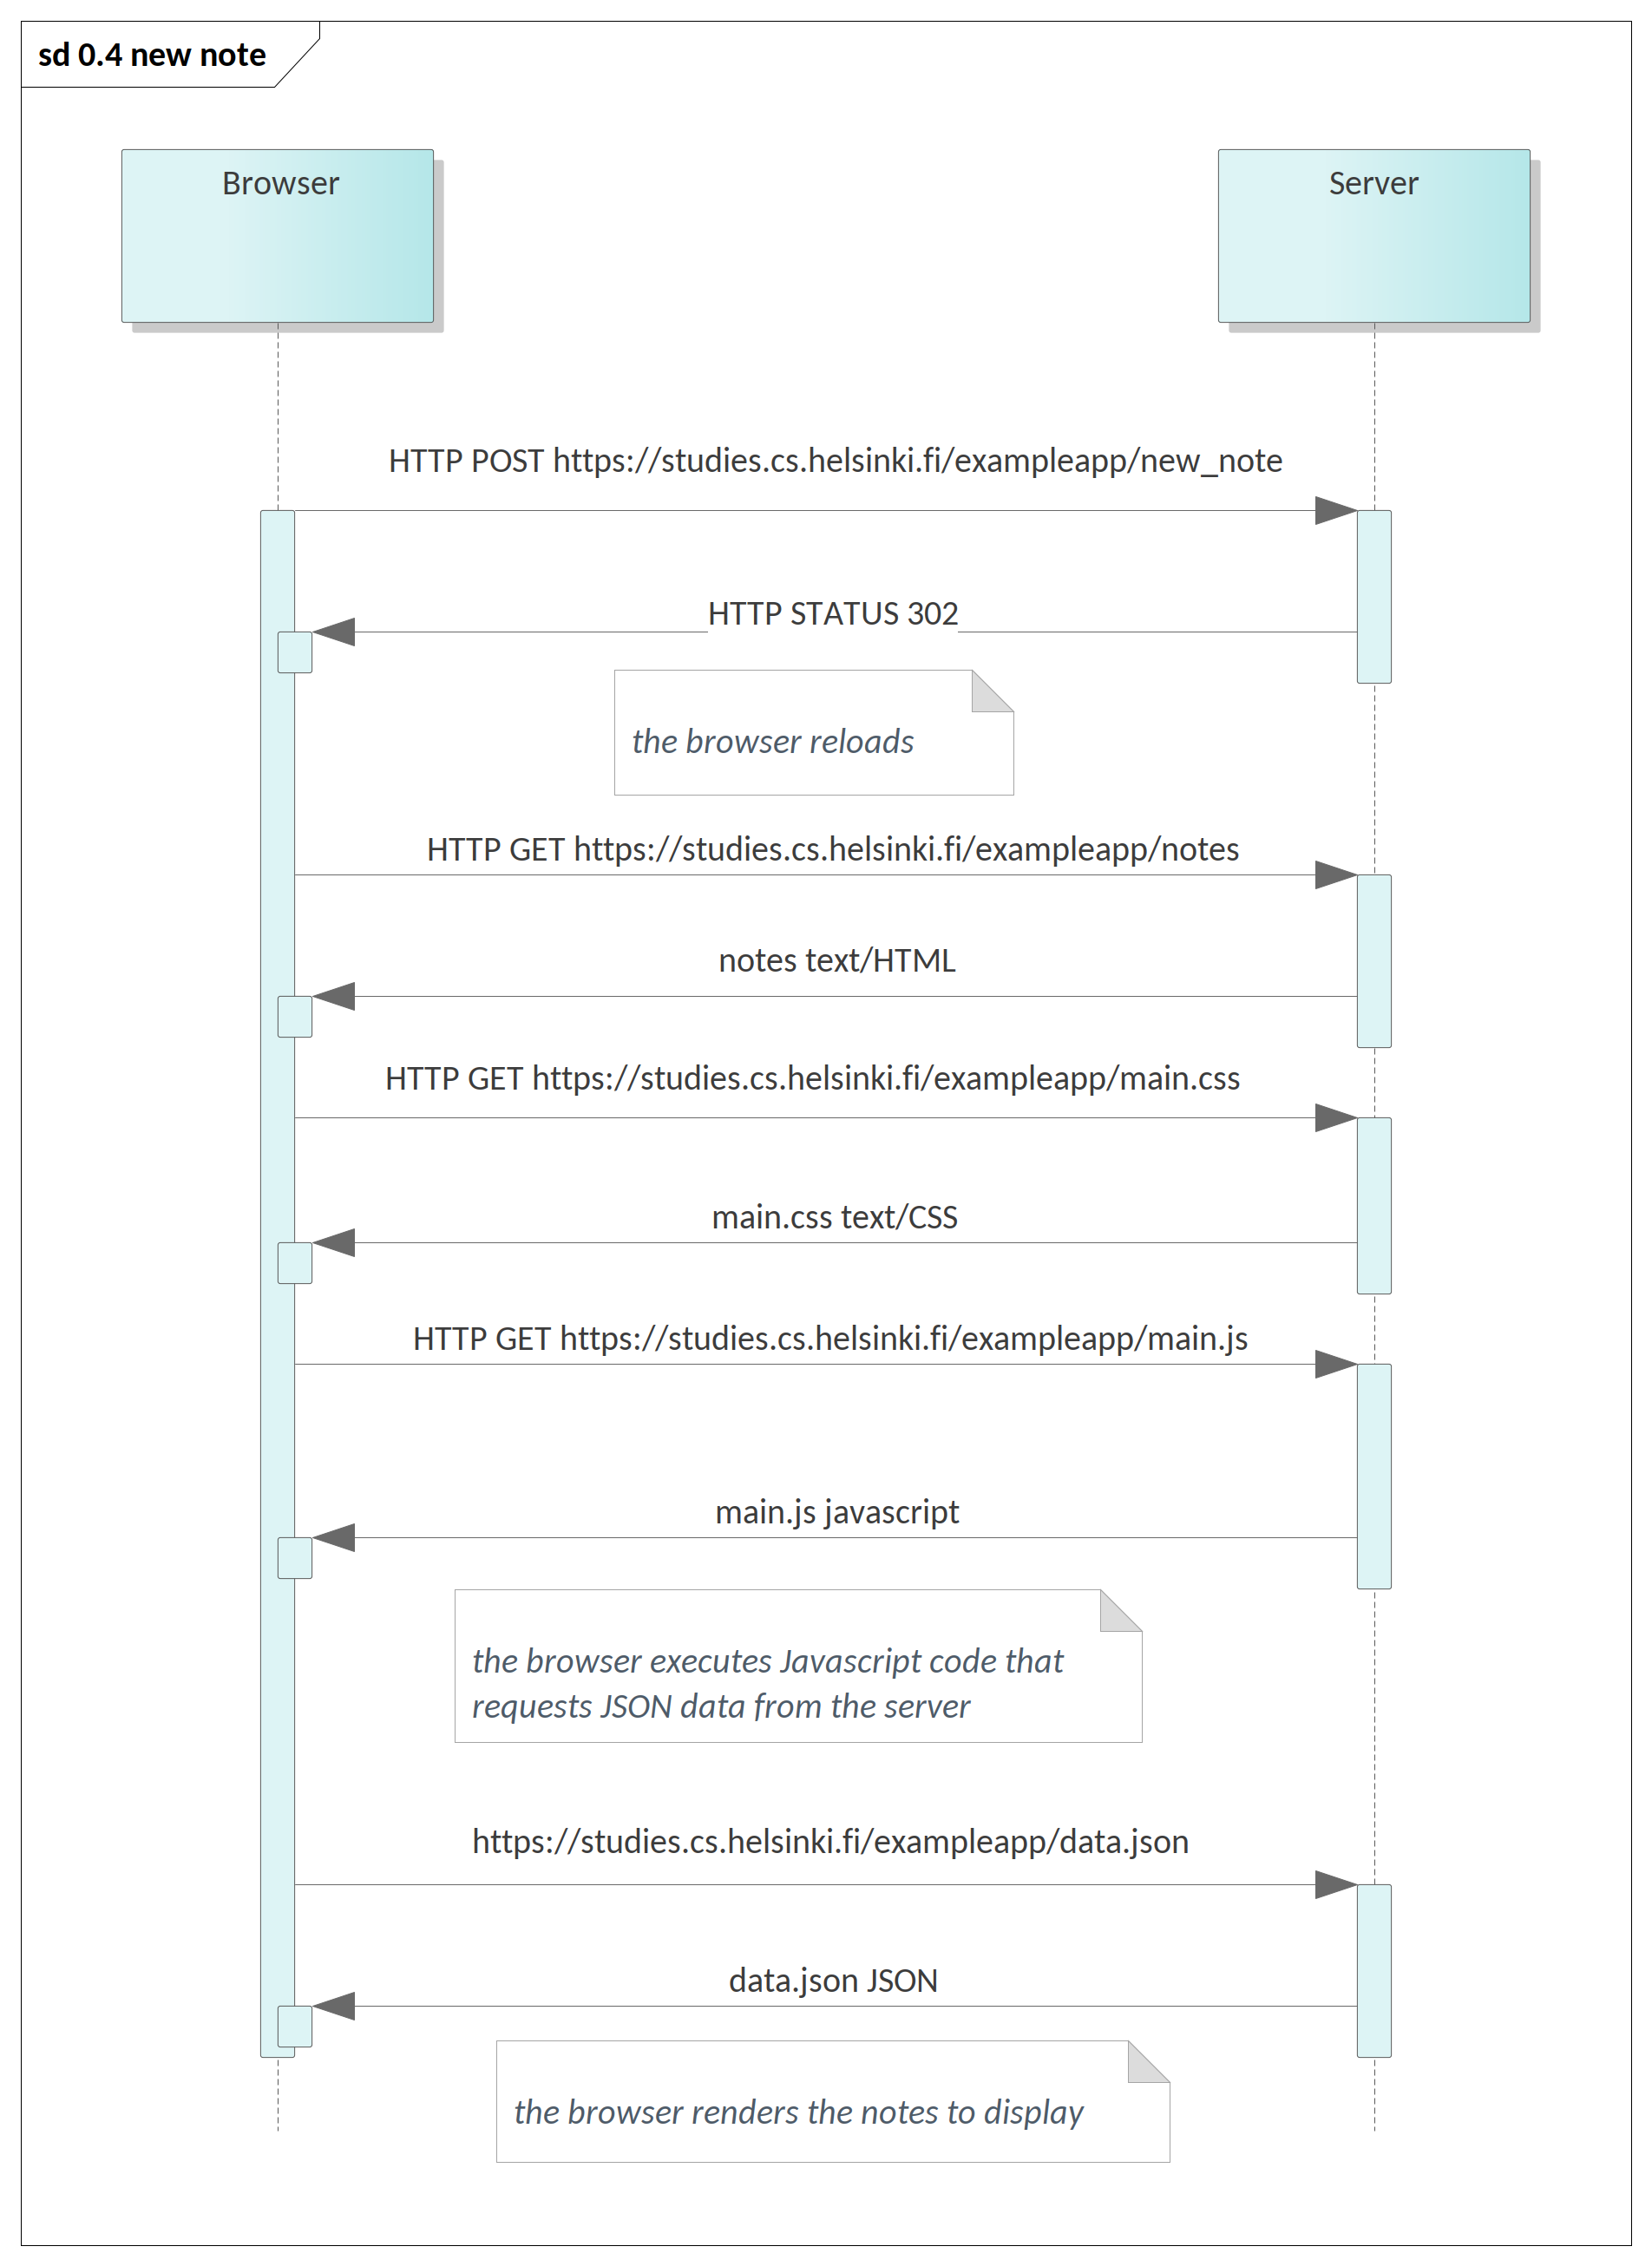 sd 0.4 new note
Browser
Server
HTTP POST https://studies.cs.helsinki.fi/exampleapp/new_note
HTTP STATUS 302
the browser reloads
HTTP GET https://studies.cs.helsinki.fi/exampleapp/notes
notes text/HTML
HTTP GET https://studies.cs.helsinki.fi/exampleapp/main.css
main.css text/CSS
HTTP GET https://studies.cs.helsinki.fi/exampleapp/main.js
main.js javascript
the browser executes Javascript code that
requests JSON data from the server
https://studies.cs.helsinki.fi/exampleapp/data.json
data.json JSON
the browser renders the notes to display